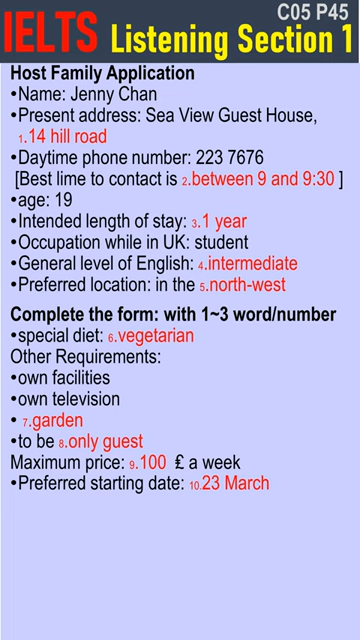 C05 P45
IELTS Listening Section 1
Host Family Application
•Name: Jenny Chan
•Present address: Sea View Guest House,
1.14 hill road
•Daytime phone number: 223 7676
[Best lime to contact is 2.between 9 and 9:30 ]
•age: 19
•Intended length of stay: 3.1 year
•Occupation while in UK: student
•General level of English: 4.intermediate
•Preferred location: in the 5.north-west
Complete the form: with 1~3 word/number
•special diet: 6.vegetarian
Other Requirements:
•own facilities
•own television
• 7.garden
•to be 8.only guest
Maximum price: 9.100 £ a week
•Preferred starting date: 10.23 March